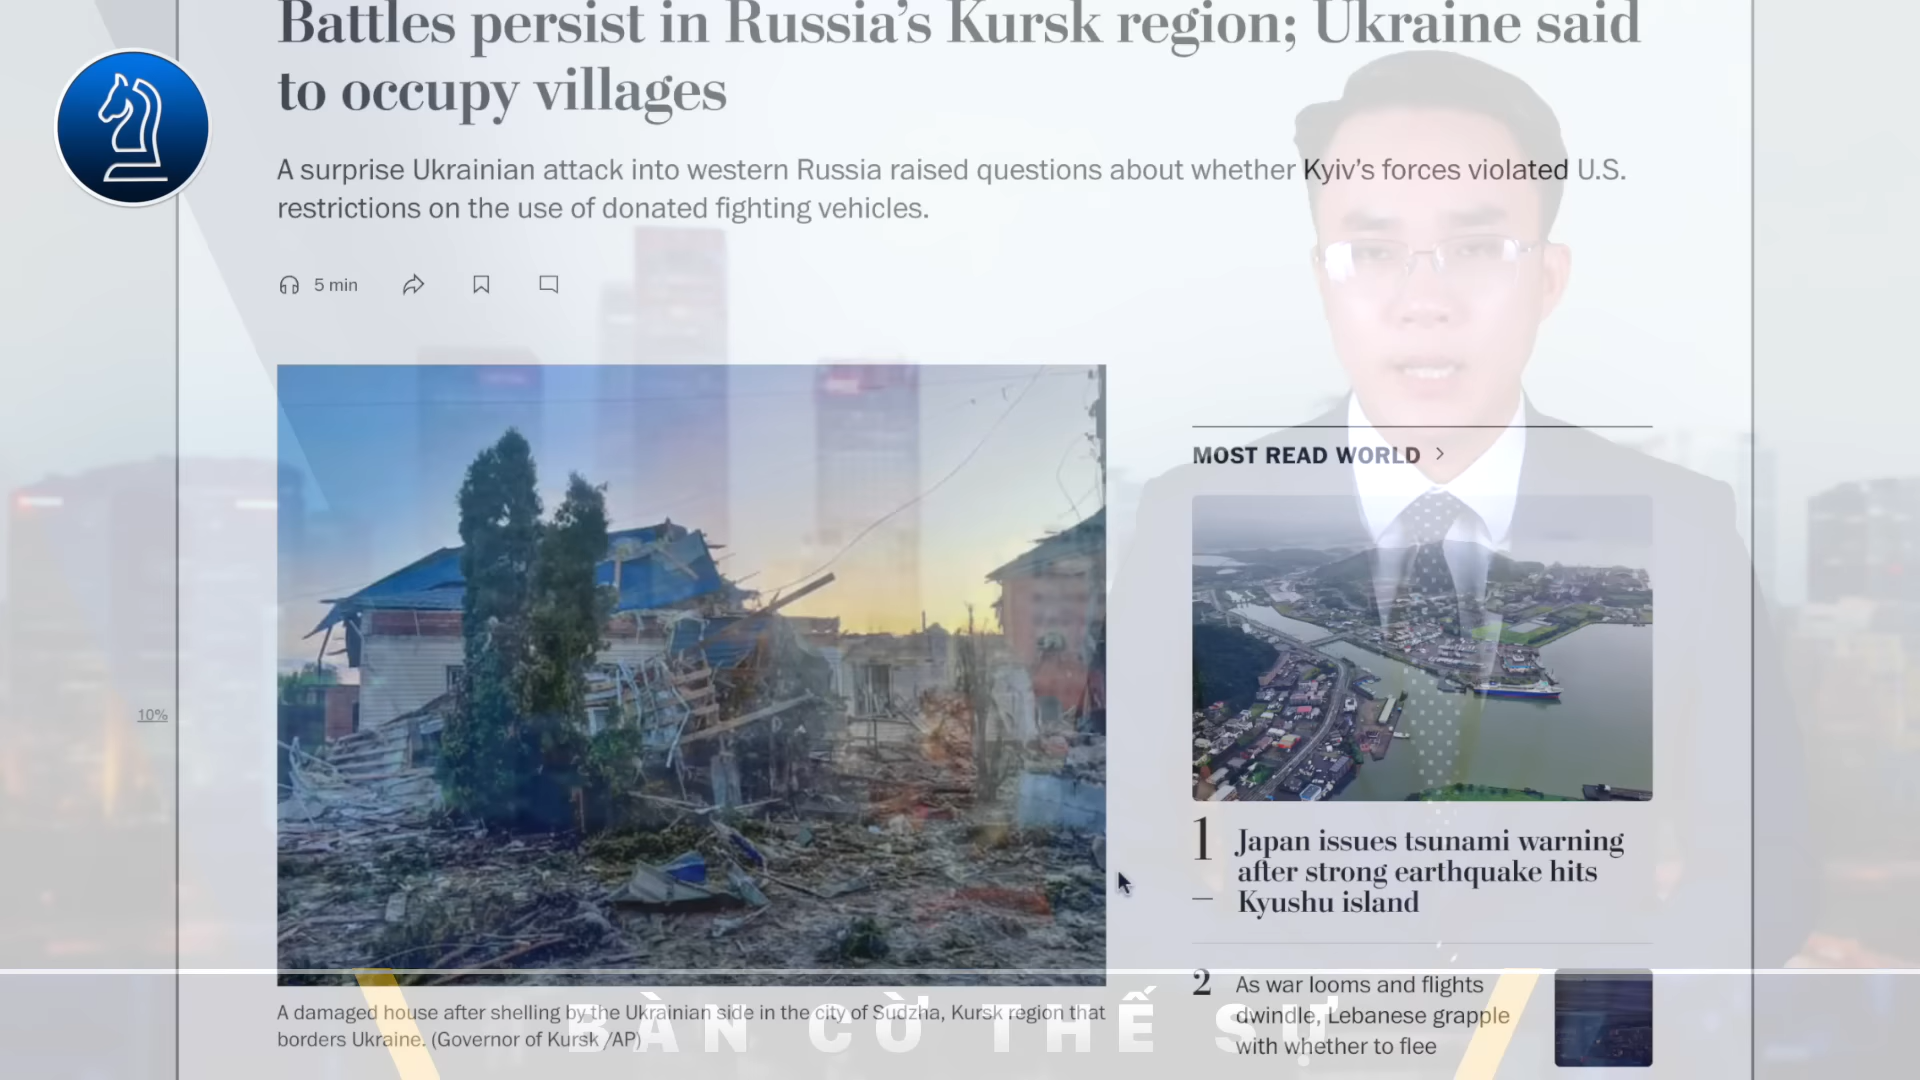 Battles persist in Russia's Kursk region; Ukraine said
to occupy villages
A surprise Ukrainian attack into western Russia raised questions about whether Kyiv's forces violated U.S.
restrictions on the use of donated fighting vehicles.
5 min
MOST READ WORLD
10%
1
Japan issues tsunami warning
after strong earthquake hits
Kyushu island
2
As war looms and flights
dwindle, Lebanese grapple
with whether to flee
A damaged house after shelling by the Ukrainian side in the city of Sudzha, Kursk region that
borders Ukraine. (Governor of Kursk /AP)
BÀN CỜ THẾ SỰ